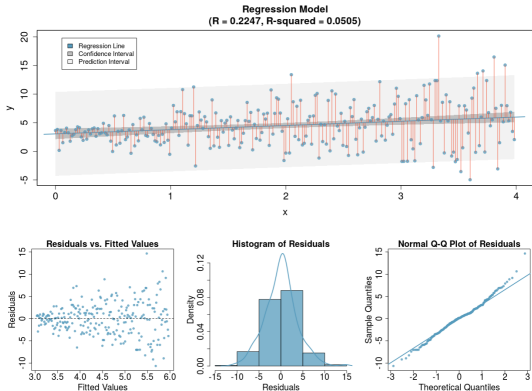 Regression Model
(R = 0.2247, R-squared = 0.0505)
Regression Line
Confidence Interval
Prediction Interval
y
20
15
10
5
0
-5
0 1 2 3 4
x
Residuals vs. Fitted Values
Residuals
15
10
5
0
-5
-10
3.0 3.5 4.0 4.5 5.0 5.5 6.0
Fitted Values
Histogram of Residuals
Density
0.12
0.08
0.04
0.00
-15 -10 -5 0 5 10 15
Residuals
Normal Q-Q Plot of Residuals
Sample Quantiles
15
10
5
0
-5
-10
-3 -2 -1 0 1 2 3
Theoretical Quantiles